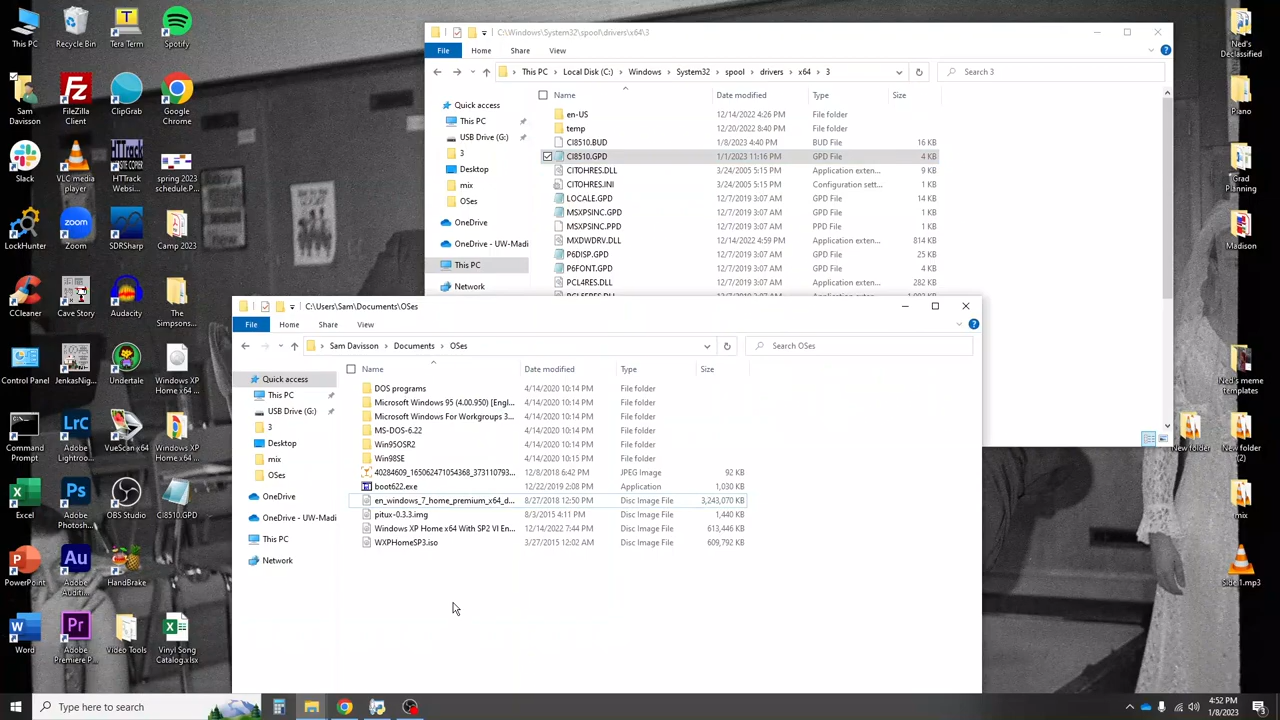 This PC
Recycle Bin
Tera Term
Spotify
Sam Davisson
FileZilla Client
ClipGrab
Google Chrome
Slack
VLC media player
HTTrack Websi...
spring 2023 schedule.P...
LockHunter
Zoom
SDRSharp
Camp 2023
CCleaner
Cave Story
Audacity
The Simpsons...
Control Panel
JenkasNig...
Undertale
Windows XP Home x64 ...
Command Prompt
Adobe Lightroo...
VueScan x64
Windows XP Home x64 ...
Excel
Adobe Photosh...
OBS Studio
CI8510.GPD
PowerPoint
Adobe Auditi...
HandBrake
Word
Adobe Premiere P...
Video Tools
Vinyl Song Catalog.xlsx
C:\Windows\System32\spool\drivers\x64\3
File Home Share View
This PC > Local Disk (C:) > Windows > System32 > spool > drivers > x64 > 3
Search 3
Name Date modified Type Size
Quick access
This PC
USB Drive (G:)
3
Desktop
mix
OSes
OneDrive
OneDrive - UW-Madi
This PC
Network
en-US 12/14/2022 4:26 PM File folder
temp 12/20/2022 8:40 PM File folder
CI8510.BUD 1/8/2023 4:40 PM BUD File 16 KB
CI8510.GPD 1/1/2023 11:16 PM GPD File 4 KB
CITOHRES.DLL 3/24/2005 5:15 PM Application exten... 9 KB
CITOHRES.INI 3/24/2005 5:15 PM Configuration sett... 1 KB
LOCALE.GPD 12/7/2019 3:07 AM GPD File 14 KB
MSXPSINC.GPD 12/7/2019 3:07 AM GPD File 1 KB
MSXPSINC.PPD 12/7/2019 3:07 AM PPD File 1 KB
MXDWDRV.DLL 12/14/2022 4:59 PM Application exten... 814 KB
P6DISP.GPD 12/7/2019 3:07 AM GPD File 25 KB
P6FONT.GPD 12/7/2019 3:07 AM GPD File 4 KB
PCL4RES.DLL 12/7/2019 3:07 AM Application exten... 282 KB
C:\Users\Sam\Documents\OSes
File Home Share View
Sam Davisson > Documents > OSes
Search OSes
Name Date modified Type Size
Quick access
This PC
USB Drive (G:)
3
Desktop
mix
OSes
OneDrive
OneDrive - UW-Madi
This PC
Network
DOS programs 4/14/2020 10:14 PM File folder
Microsoft Windows 95 (4.00.950) [Engl... 4/14/2020 10:14 PM File folder
Microsoft Windows For Workgroups 3... 4/14/2020 10:14 PM File folder
MS-DOS-6.22 4/14/2020 10:14 PM File folder
Win95OSR2 4/14/2020 10:14 PM File folder
Win98SE 4/14/2020 10:15 PM File folder
40284609_165062471054368_373110793... 12/8/2018 6:42 PM JPEG Image 92 KB
boot622.exe 12/22/2019 2:08 PM Application 1,030 KB
en_windows_7_home_premium_x64_d... 8/27/2018 12:50 PM Disc Image File 3,243,070 KB
pitux-0.3.3.img 8/3/2015 4:11 PM Disc Image File 1,440 KB
Windows XP Home x64 With SP2 VI En... 12/14/2022 7:44 PM Disc Image File 613,446 KB
WXPHomeSP3.iso 3/27/2015 12:02 AM Disc Image File 609,792 KB
Ned's Declassified
Piano
Grad Planning
Madison
Ned's meme templates
New folder
New folder (2)
mix
Side 1.mp3
Type here to search
4:52 PM
1/8/2023
3